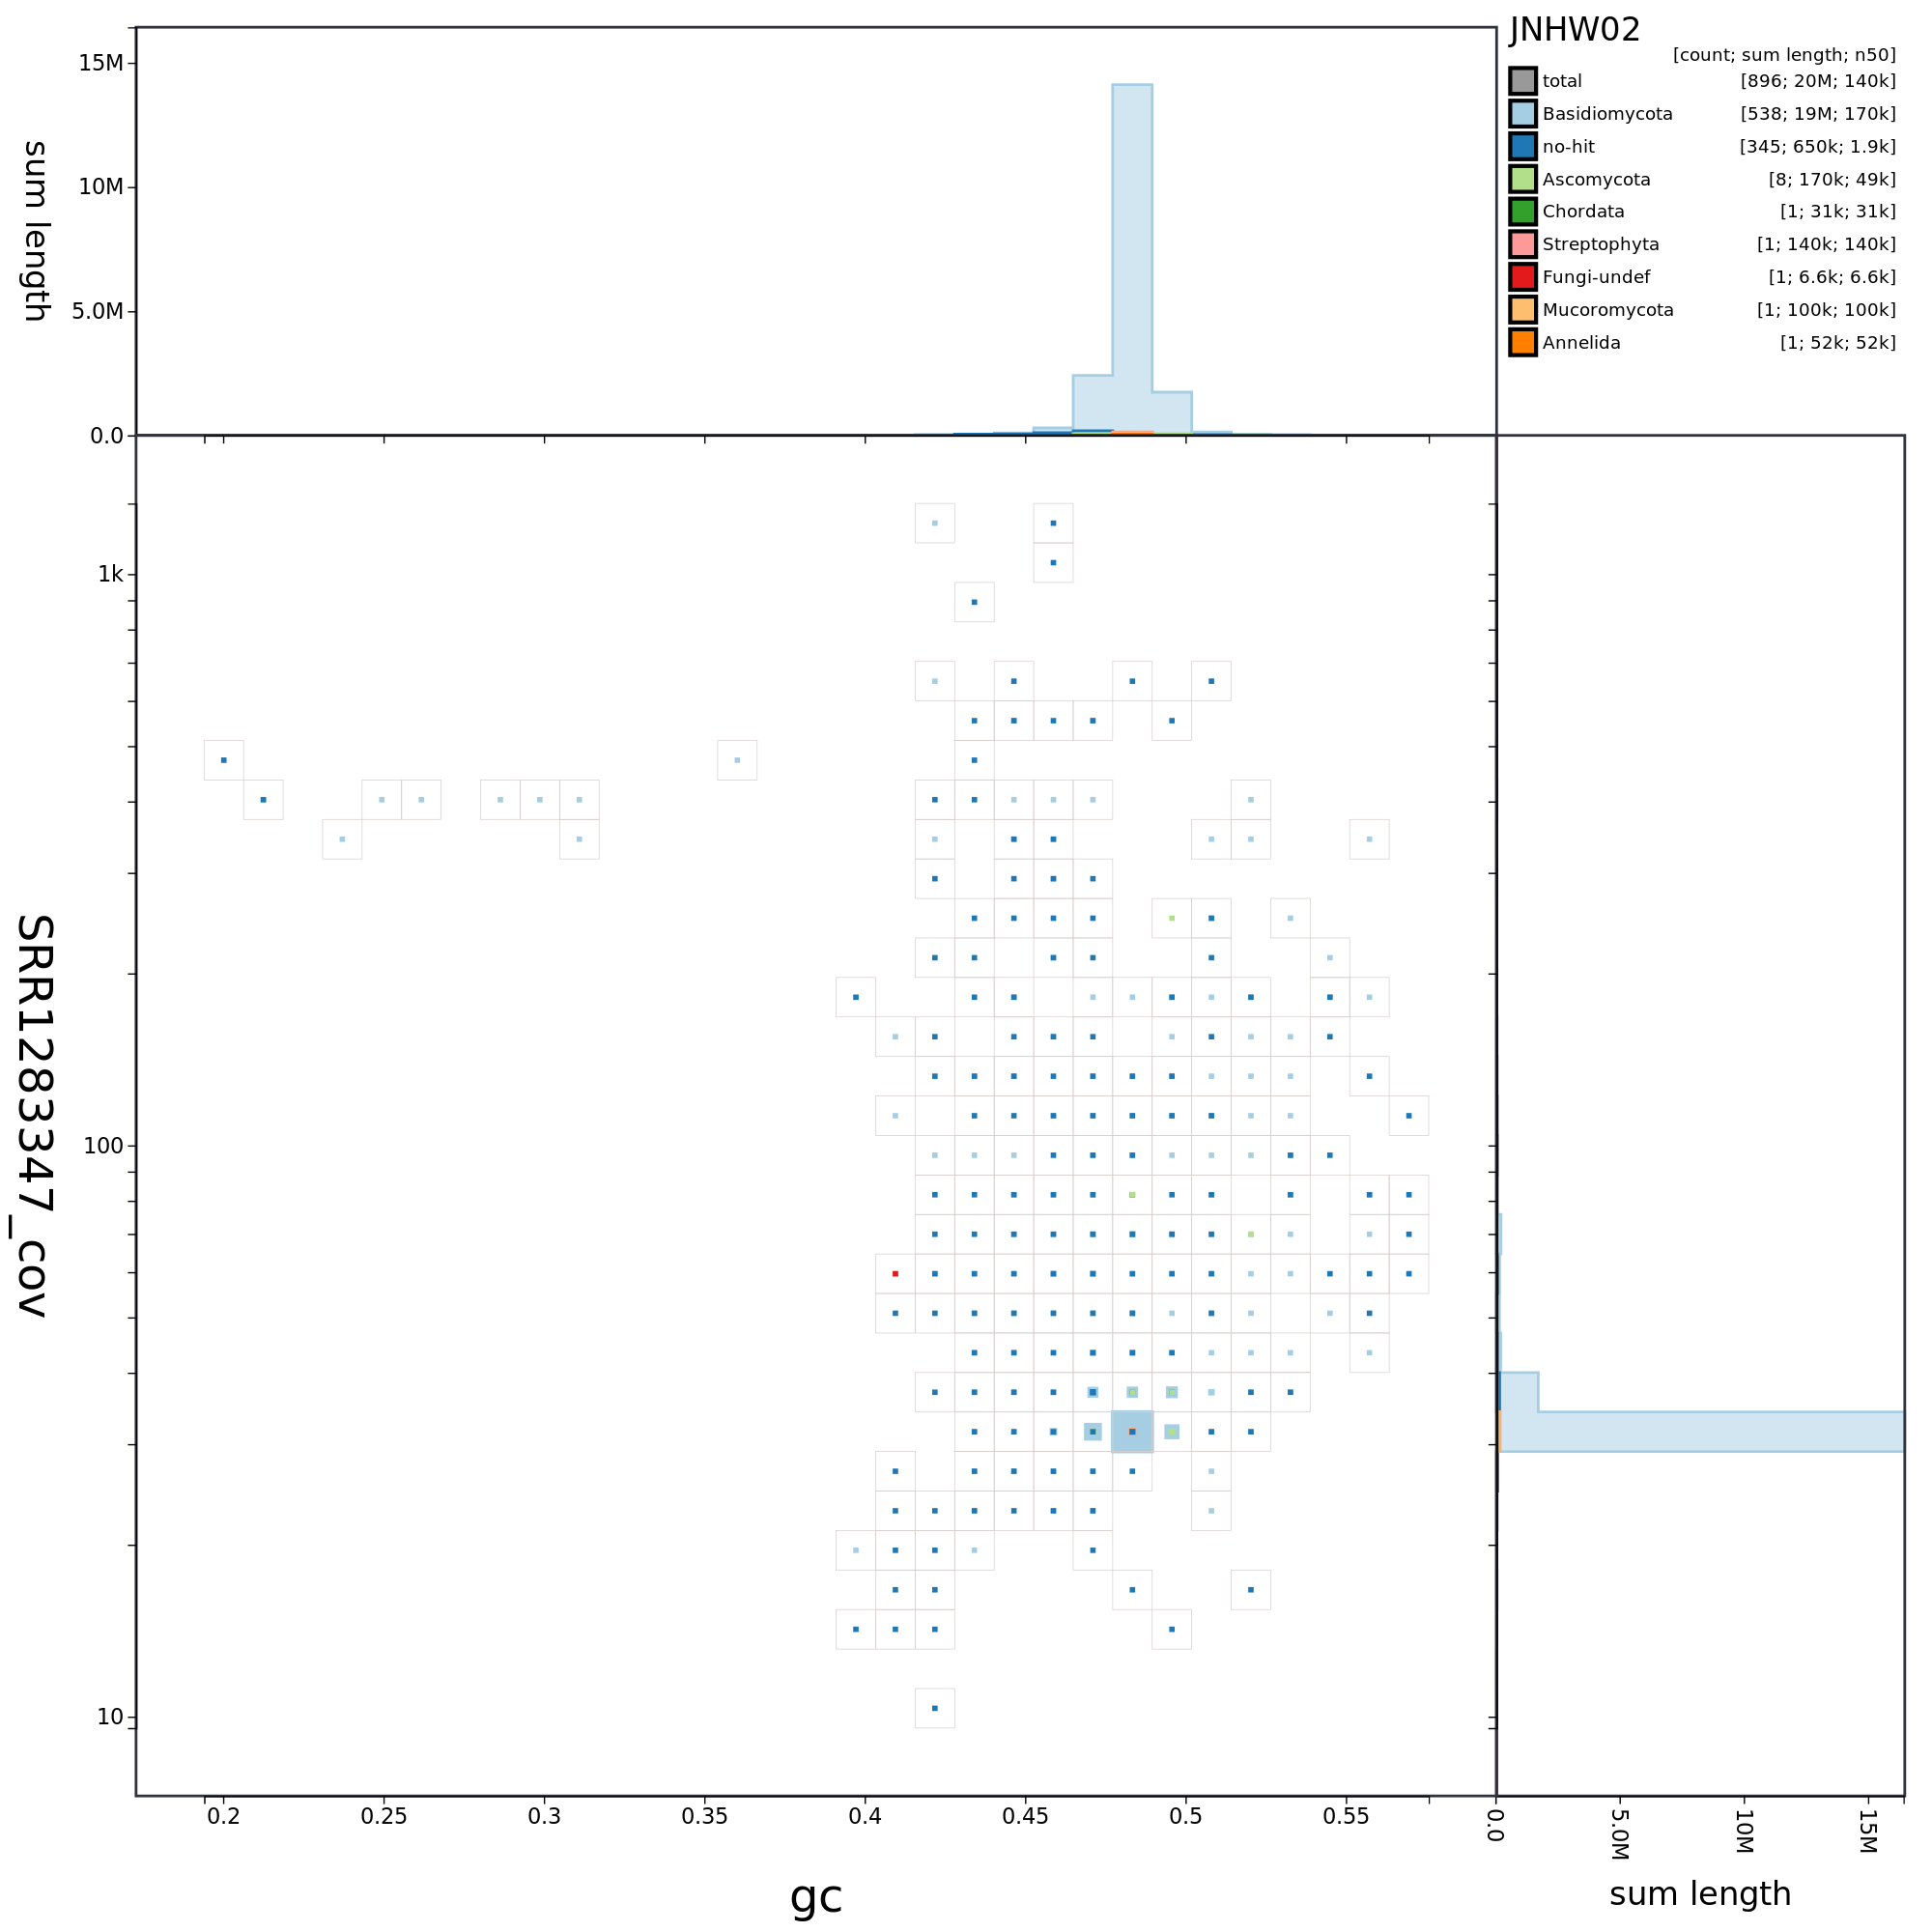 JNHW02
[count; sum length; n50]
total [896; 20M; 140k]
Basidiomycota [538; 19M; 170k]
no-hit [345; 650k; 1.9k]
Ascomycota [8; 170k; 49k]
Chordata [1; 31k; 31k]
Streptophyta [1; 140k; 140k]
Fungi-undef [1; 6.6k; 6.6k]
Mucoromycota [1; 100k; 100k]
Annelida [1; 52k; 52k]
sum length
15M
10M
5.0M
0.0
SRR1283347_cov
1k
100
10
0.2 0.25 0.3 0.35 0.4 0.45 0.5 0.55
gc
0.0 5.0M 10M 15M
sum length